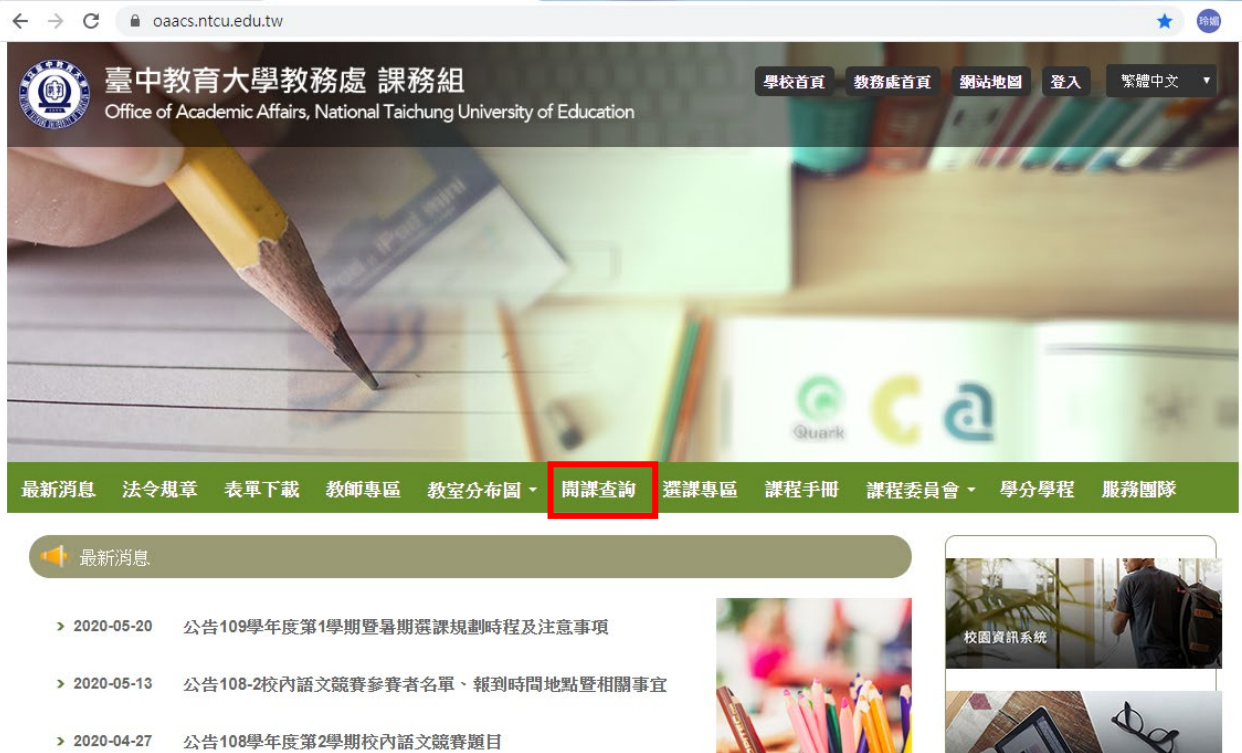 oaacs.ntcu.edu.tw
玲媚
臺中教育大學教務處 課務組
Office of Academic Affairs, National Taichung University of Education
學校首頁 教務處首頁 網站地圖 登入 繁體中文
iPad mini
Quark
最新消息 法令規章 表單下載 教師專區 教室分布圖 開課查詢 選課專區 課程手冊 課程委員會 學分學程 服務團隊
最新消息
2020-05-20 公告109學年度第1學期暨暑期選課規劃時程及注意事項
校園資訊系統
2020-05-13 公告108-2校內語文競賽參賽者名單、報到時間地點暨相關事宜
2020-04-27 公告108學年度第2學期校內語文競賽題目